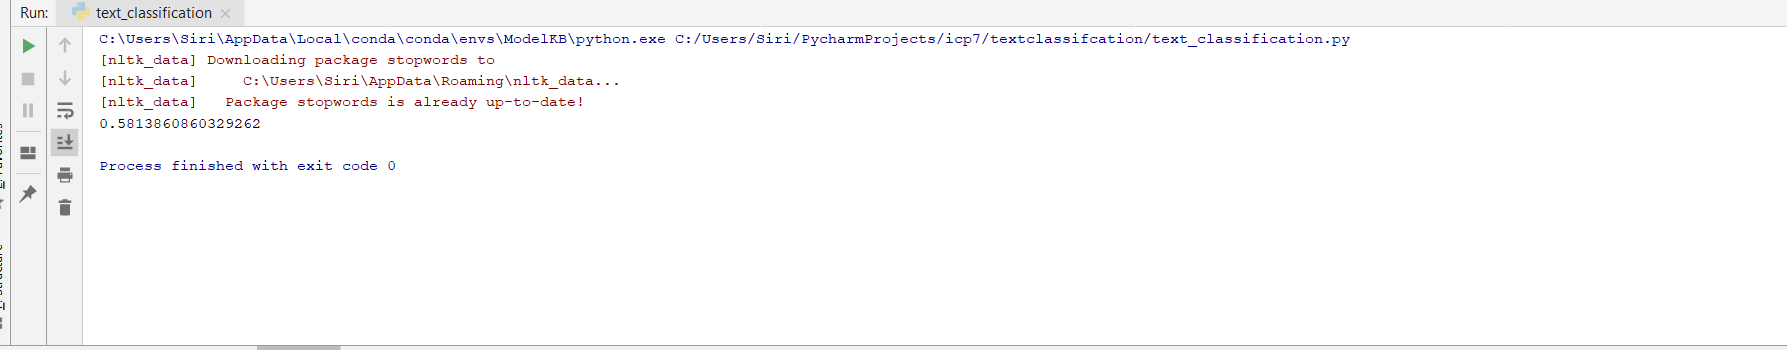 Run: text_classification
C:\Users\Siri\AppData\Local\conda\conda\envs\ModelKB\python.exe C:/Users/Siri/PycharmProjects/icp7/textclassifcation/text_classification.py
[nltk_data] Downloading package stopwords to
[nltk_data]     C:\Users\Siri\AppData\Roaming\nltk_data...
[nltk_data]   Package stopwords is already up-to-date!
0.5813860860329262
Process finished with exit code 0